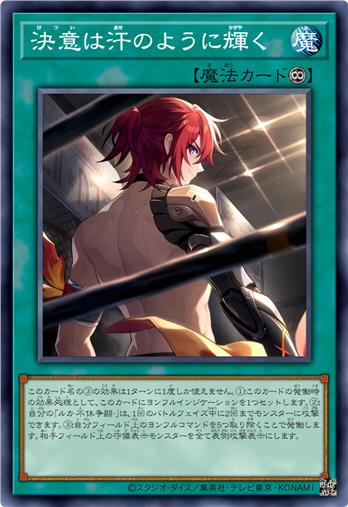 決意は汗のように輝く
魔
【魔法カード】
このカード名の③の効果は1ターンに1度しか使えません。①:このカードの発動時
の効果処理として、このカードにヨンフルインジケーションを1つセットします。②:
自分の「ルカ・不休争闘-」は、1回のバトルフェイズ中に2回までモンスターに攻撃
できます。③:自分フィールド上のヨンフルコマンドを5つ取り除くことで発動しま
す。相手フィールド上の守備表示モンスターを全て表側攻撃表示にします。
©スタジオ・ダイス/集英社・テレビ東京・KONAMI